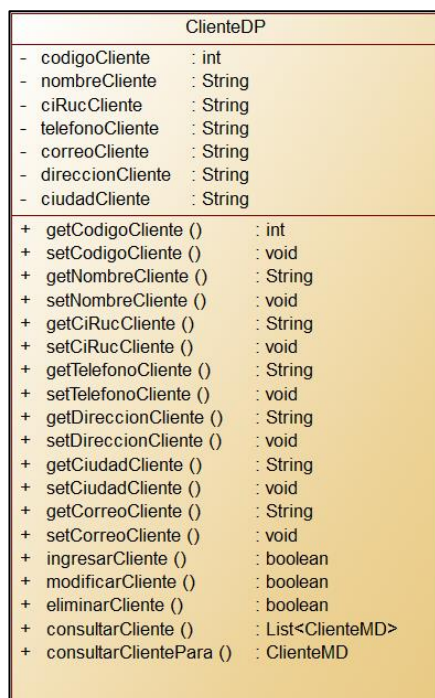 ClienteDP
- codigoCliente : int
- nombreCliente : String
- ciRucCliente : String
- telefonoCliente : String
- correoCliente : String
- direccionCliente : String
- ciudadCliente : String
+ getCodigoCliente () : int
+ setCodigoCliente () : void
+ getNombreCliente () : String
+ setNombreCliente () : void
+ getCiRucCliente () : String
+ setCiRucCliente () : void
+ getTelefonoCliente () : String
+ setTelefonoCliente () : void
+ getDireccionCliente () : String
+ setDireccionCliente () : void
+ getCiudadCliente () : String
+ setCiudadCliente () : void
+ getCorreoCliente () : String
+ setCorreoCliente () : void
+ ingresarCliente () : boolean
+ modificarCliente () : boolean
+ eliminarCliente () : boolean
+ consultarCliente () : List<ClienteMD>
+ consultarClientePara () : ClienteMD